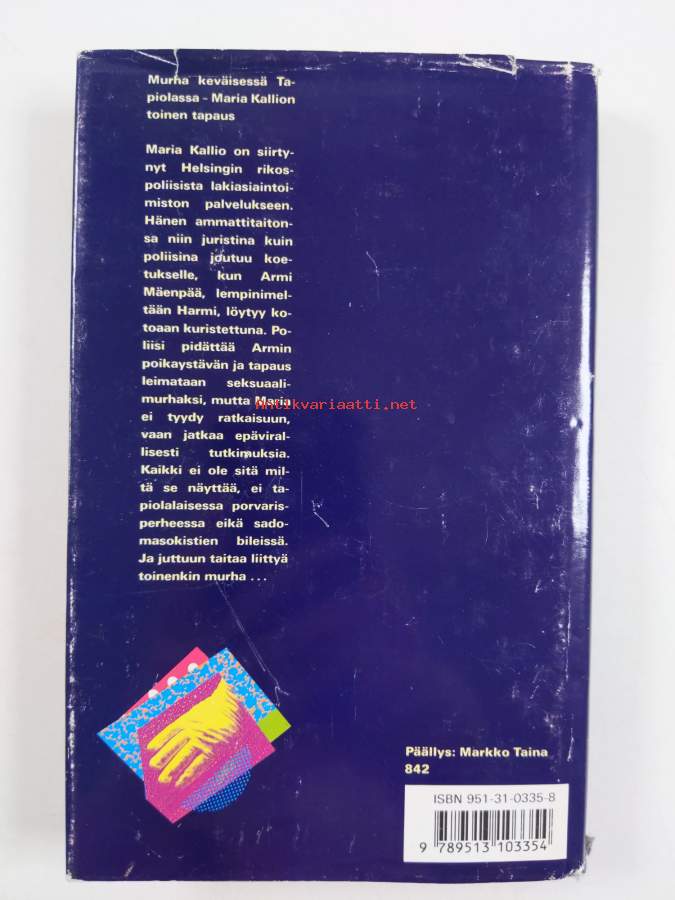 Murha keväisessä Ta-
piolassa – Maria Kallion
toinen tapaus
Maria Kallio on siirty-
nyt Helsingin rikos-
poliisista lakiasiaintoi-
miston palvelukseen.
Hänen ammattitaiton-
sa niin juristina kuin
poliisina joutuu koe-
tukselle, kun Armi
Mäenpää, lempinimel-
tään Harmi, löytyy ko-
toaan kuristettuna. Po-
liisi pidättää Armin
poikaystävän ja tapaus
leimataan seksuaali-
murhaksi, mutta Maria
Antikvariaatti.net
ei tyydy ratkaisuun,
vaan jatkaa epäviral-
lisesti tutkimuksia.
Kaikki ei ole sitä mil-
tä se näyttää, ei ta-
piolalaisessa porvaris-
perheessa eikä sado-
masokistien bileissä.
Ja juttuun taitaa liittyä
toinenkin murha ...
Päällys: Markko Taina
842
ISBN 951-31-0335-8
9 789513 103354